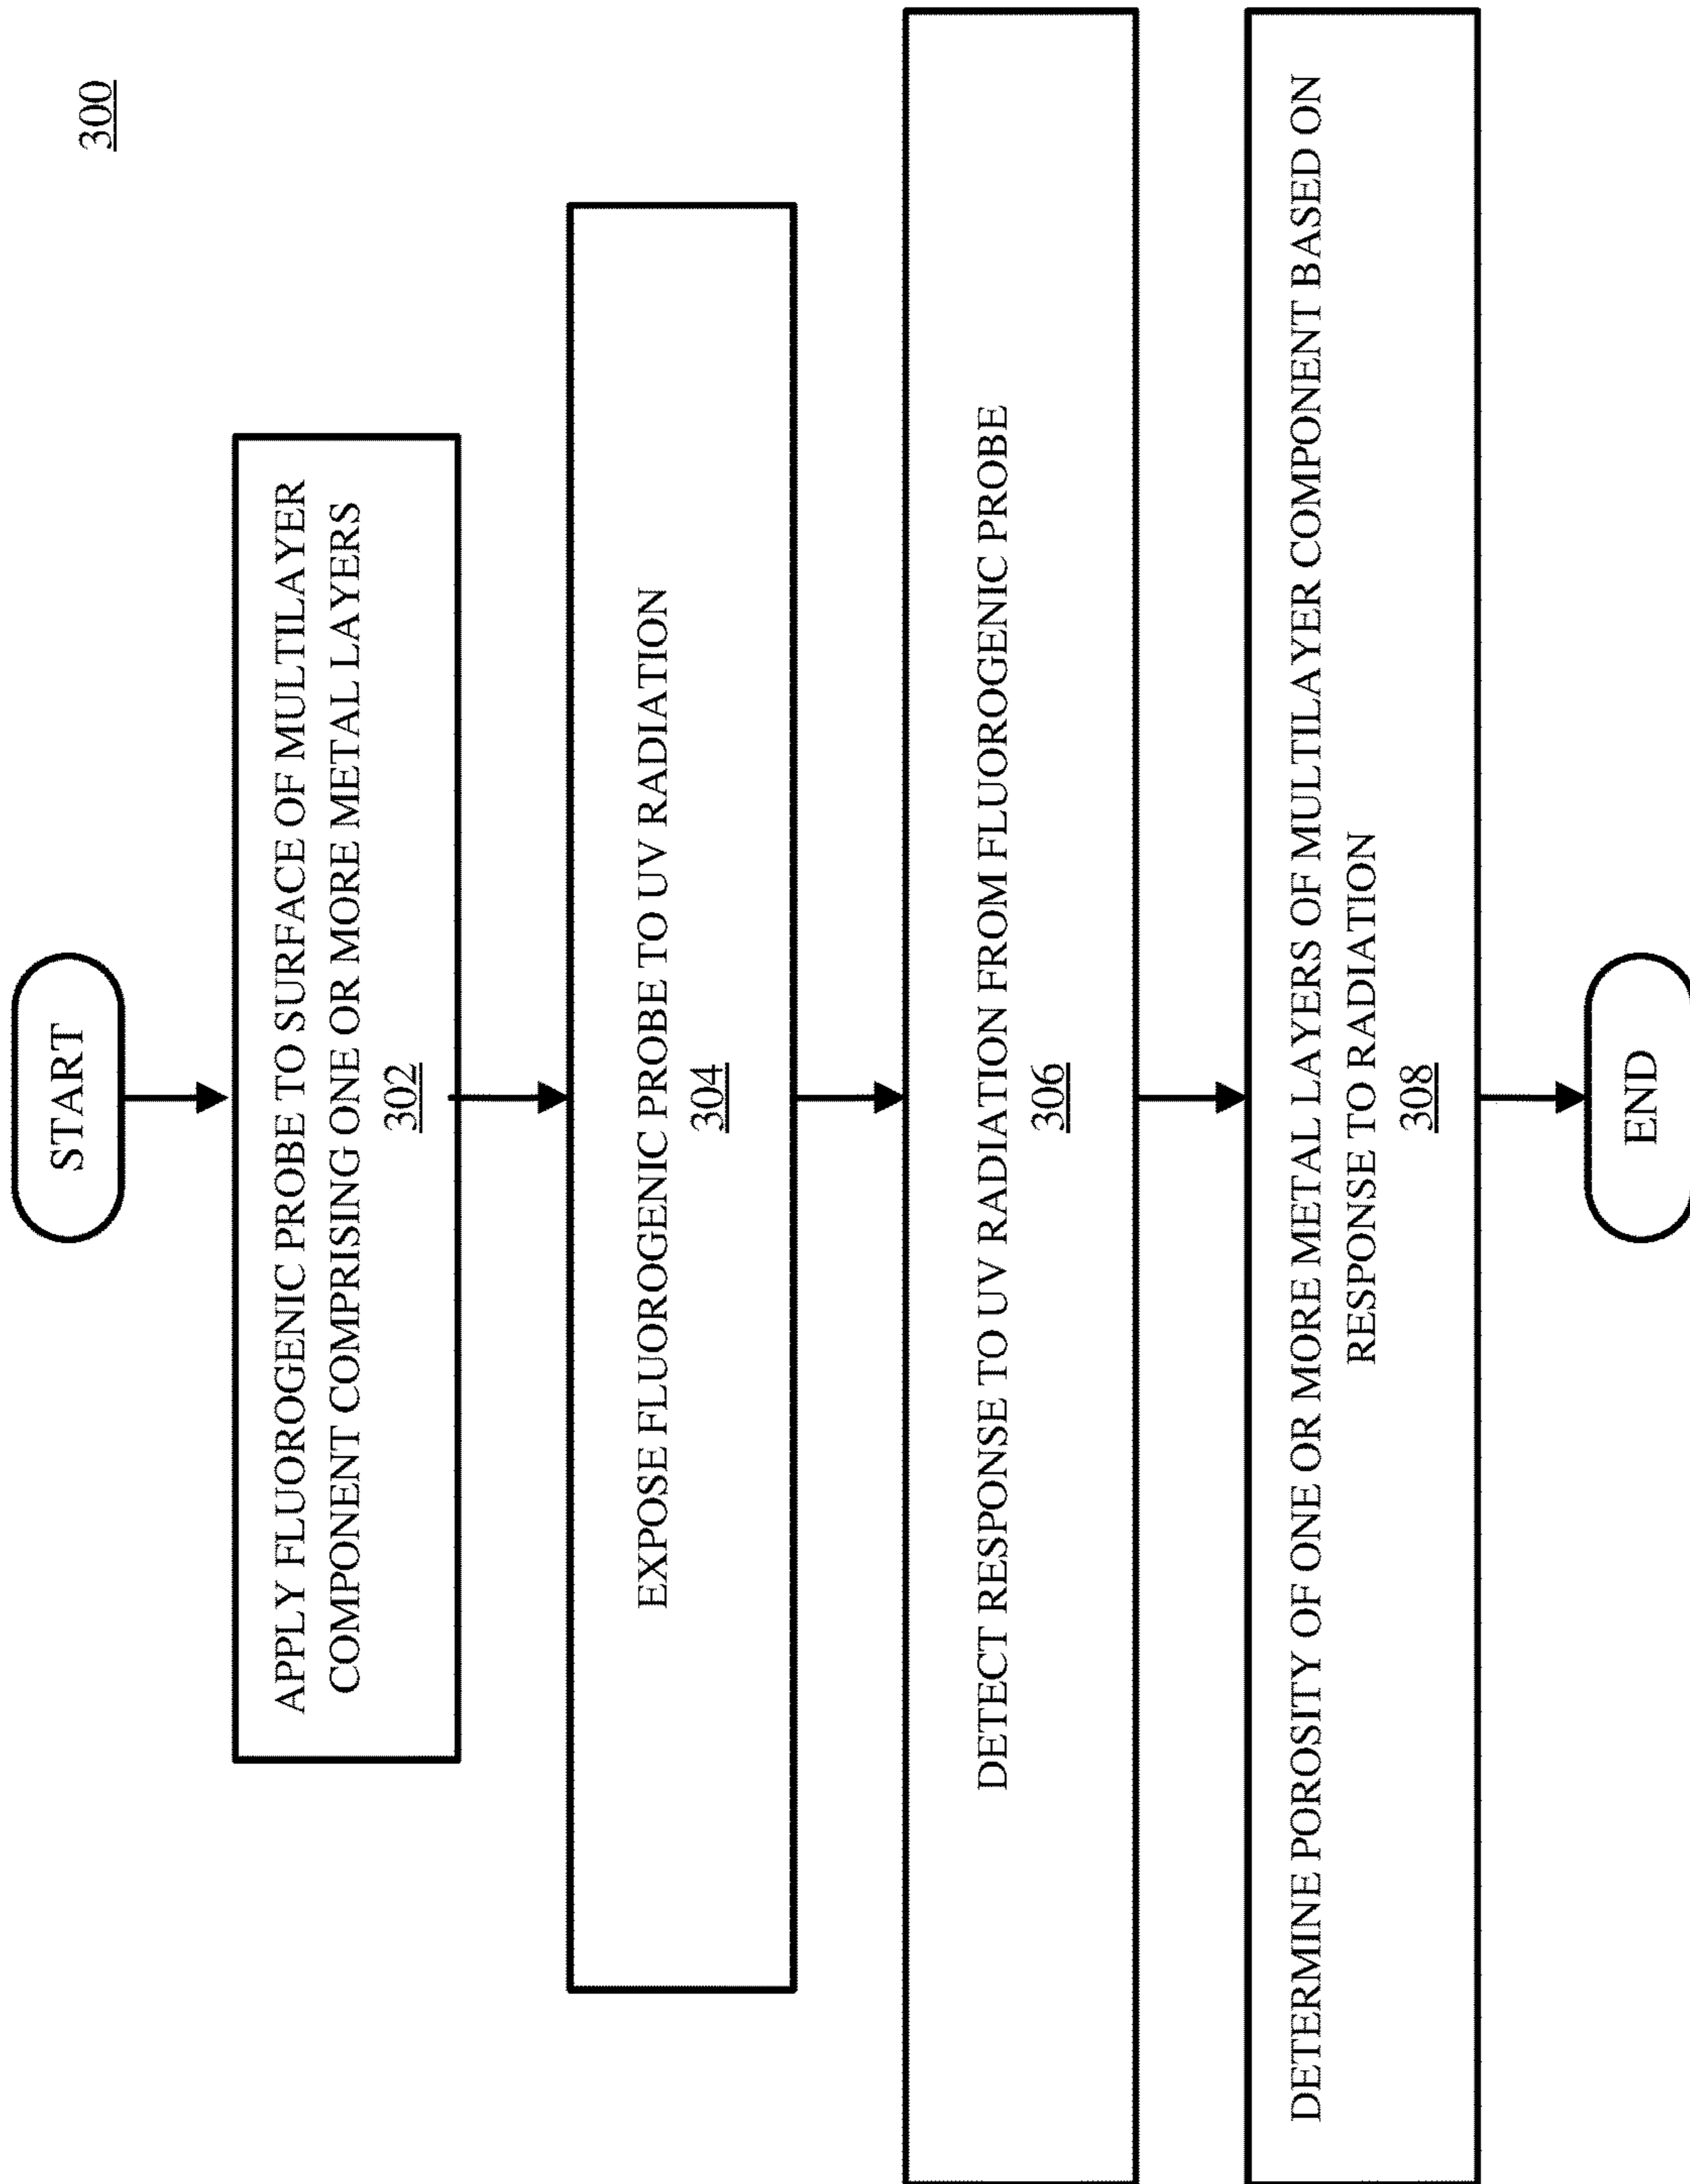 300
START
APPLY FLUOROGENIC PROBE TO SURFACE OF MULTILAYER
COMPONENT COMPRISING ONE OR MORE METAL LAYERS
302
EXPOSE FLUOROGENIC PROBE TO UV RADIATION
304
DETECT RESPONSE TO UV RADIATION FROM FLUOROGENIC PROBE
306
DETERMINE POROSITY OF ONE OR MORE METAL LAYERS OF MULTILAYER COMPONENT BASED ON
RESPONSE TO RADIATION
308
END